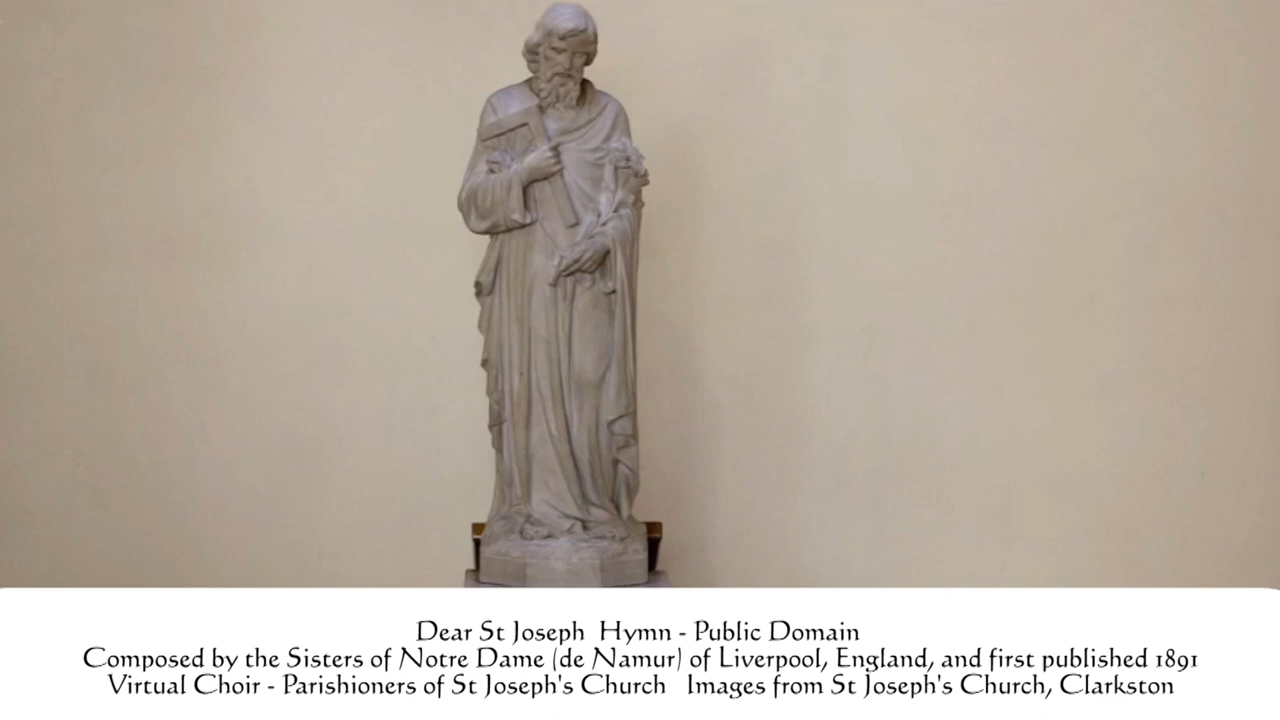 Dear St Joseph  Hymn - Public Domain
Composed by the Sisters of Notre Dame (de Namur) of Liverpool, England, and first published 1891
Virtual Choir - Parishioners of St Joseph's Church   Images from St Joseph's Church, Clarkston